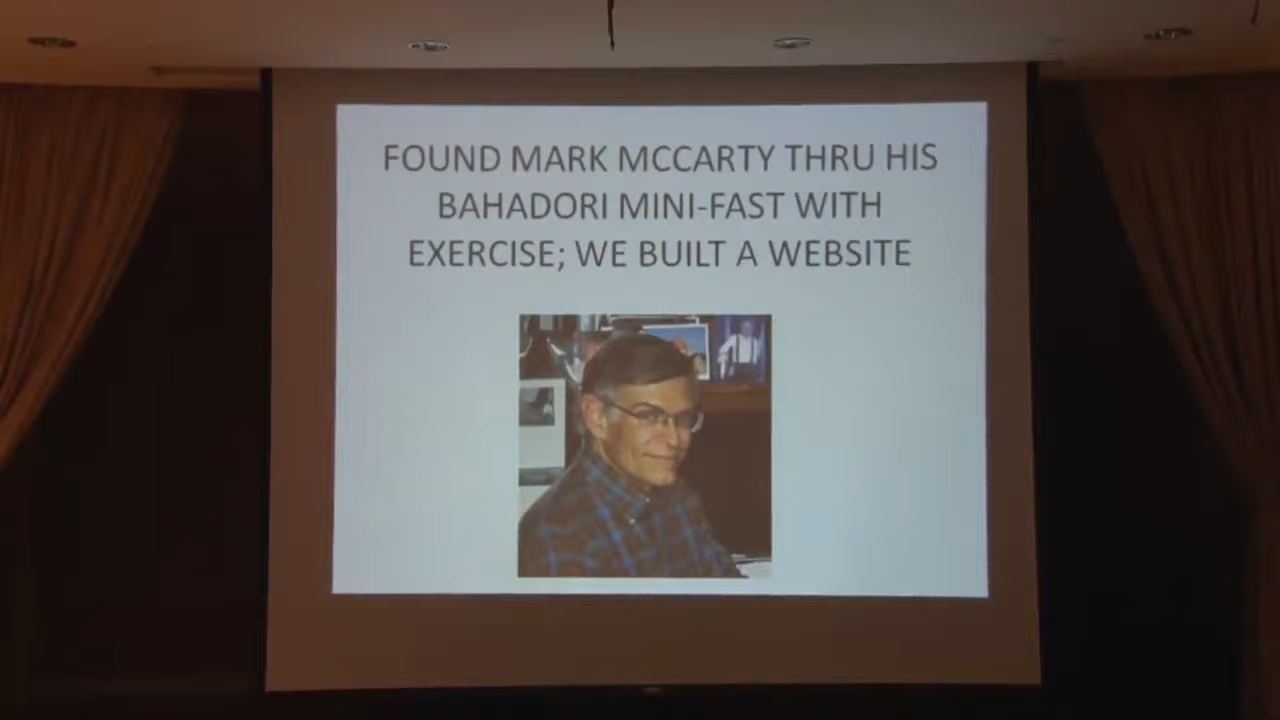 FOUND MARK MCCARTY THRU HIS
BAHADORI MINI-FAST WITH
EXERCISE; WE BUILT A WEBSITE